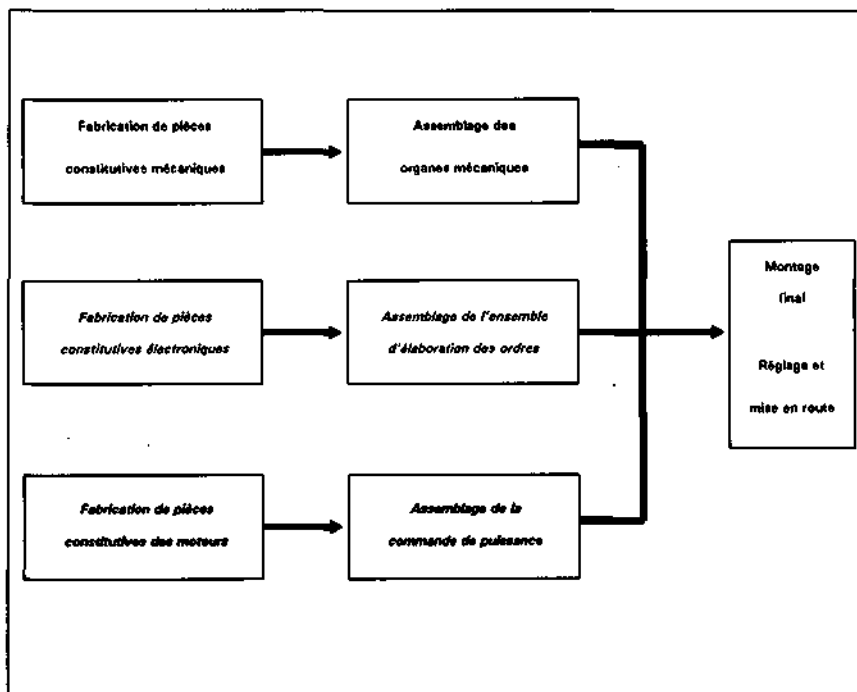 Fabrication de pièces
constitutives mécaniques
Assemblage des
organes mécaniques
Fabrication de pièces
constitutives électroniques
Assemblage de l'ensemble
d'élaboration des ordres
Fabrication de pièces
constitutives des moteurs
Assemblage de la
commande de puissance
Montage
final
Réglage et
mise en route